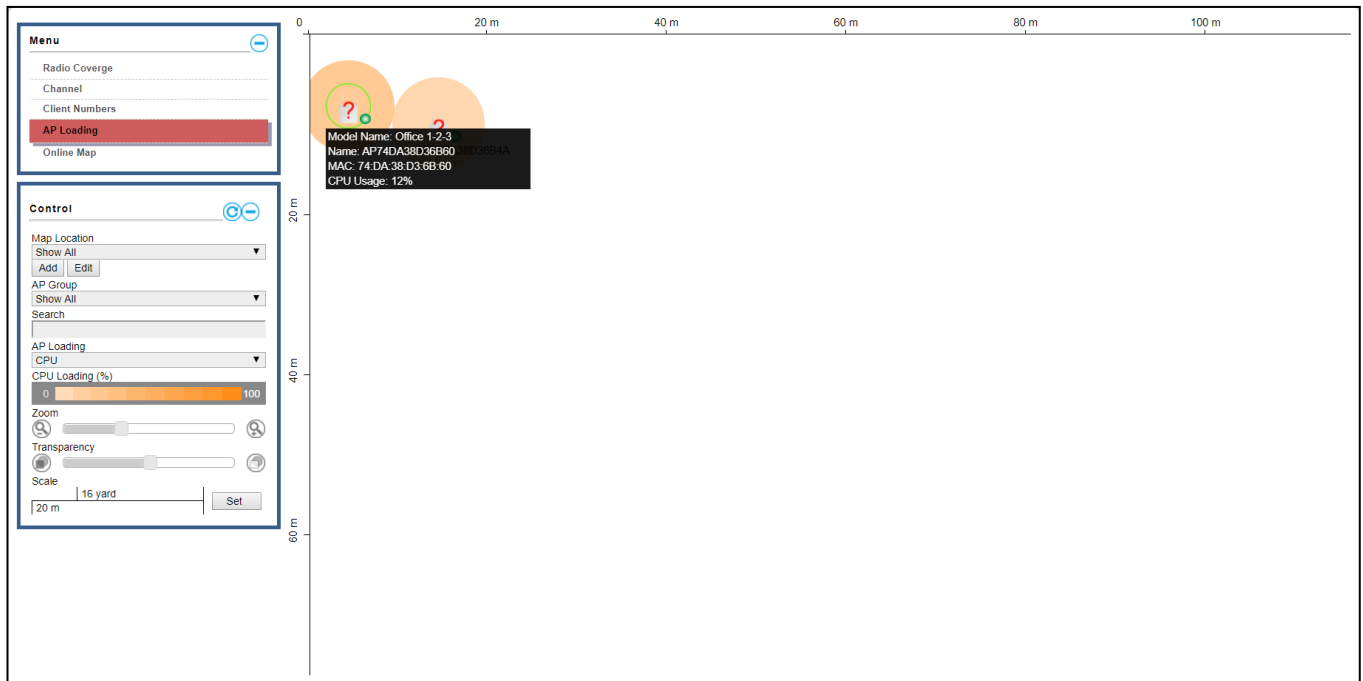 0
20 m
40 m
60 m
80 m
100 m
Menu
Radio Coverge
Channel
Client Numbers
AP Loading
Online Map
?
?
Model Name: Office 1-2-3
Name: AP74DA38D36B60
38D36B4A
MAC: 74:DA:38:D3:6B:60
CPU Usage: 12%
20 m
40 m
60 m
Control
Map Location
Show All
Add Edit
AP Group
Show All
Search
AP Loading
CPU
CPU Loading (%)
0 100
Zoom
Transparency
Scale
16 yard
20 m
Set